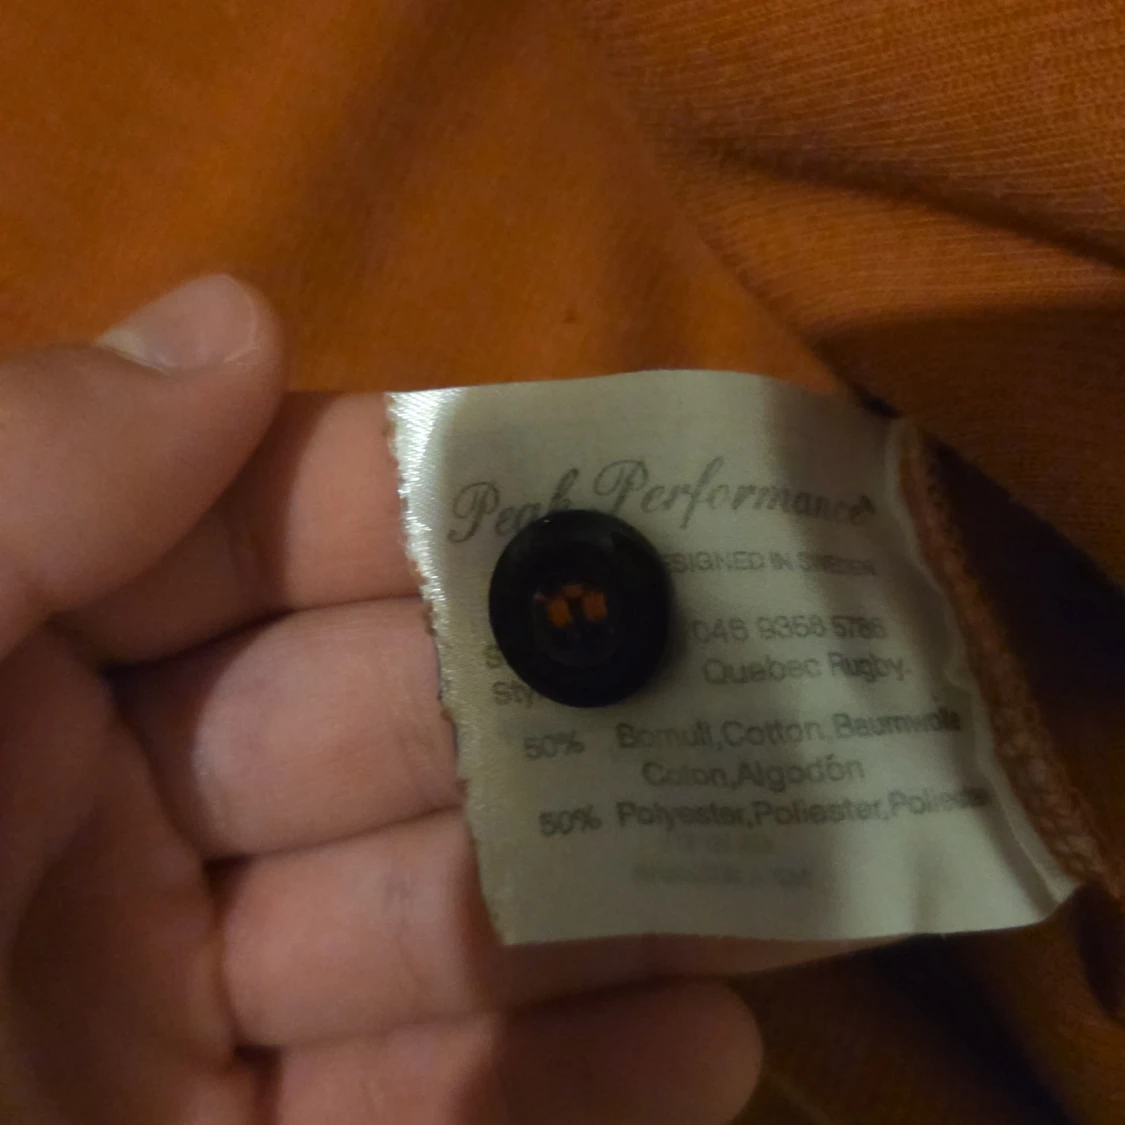 Peak Performance
DESIGNED IN SWEDEN
046 9358 5786
Quebec Rugby.
50% Bomull,Cotton,Baumwolle
Coton,Algodón
50% Polyester,Poliester,Poliester